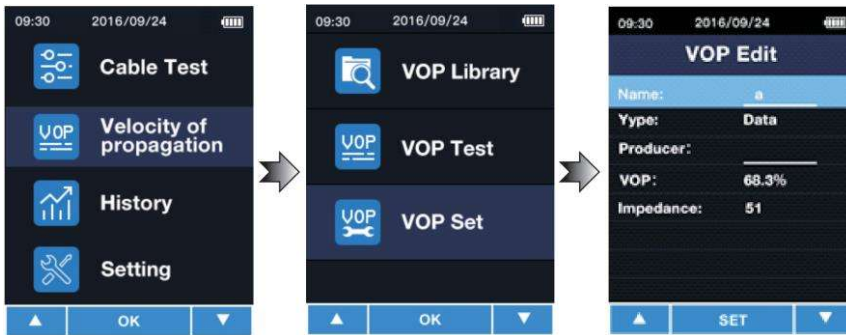 09:30 2016/09/24
Cable Test
VOP
Velocity of
propagation
History
Setting
OK
09:30 2016/09/24
VOP Library
VOP
VOP Test
VOP
VOP Set
OK
09:30 2016/09/24
VOP Edit
Name: a
Yype: Data
Producer:
VOP: 68.3%
Impedance: 51
SET